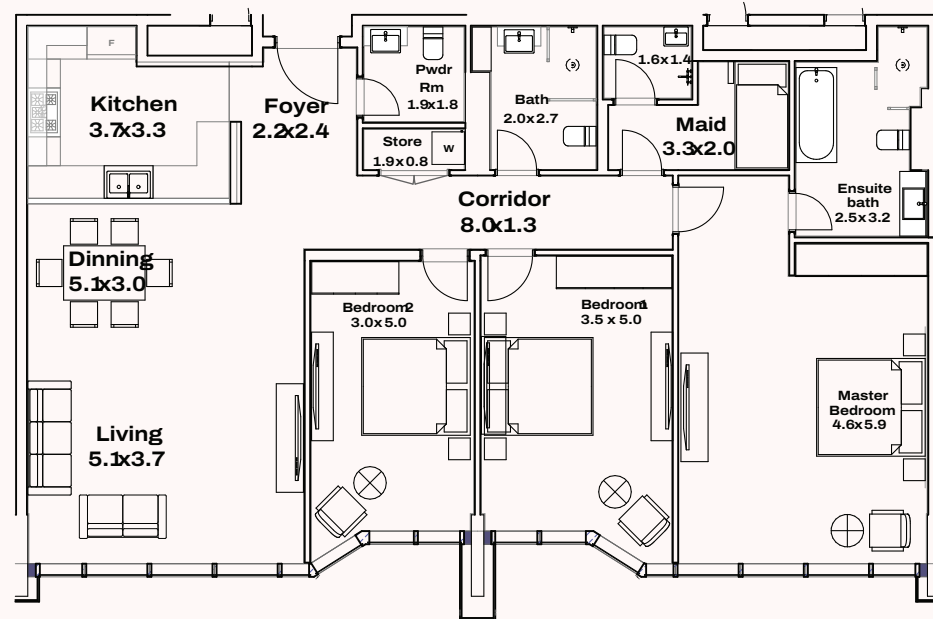 F
Kitchen
3.7x3.3
Foyer
2.2x2.4
Pwdr
Rm
1.9x1.8
Store
1.9x0.8
W
Bath
2.0x2.7
1.6x1.4
Maid
3.3x2.0
Ensuite
bath
2.5x3.2
Corridor
8.0x1.3
Dinning
5.1x3.0
Bedroom2
3.0x5.0
Bedroom1
3.5 x 5.0
Master
Bedroom
4.6x5.9
Living
5.1x3.7